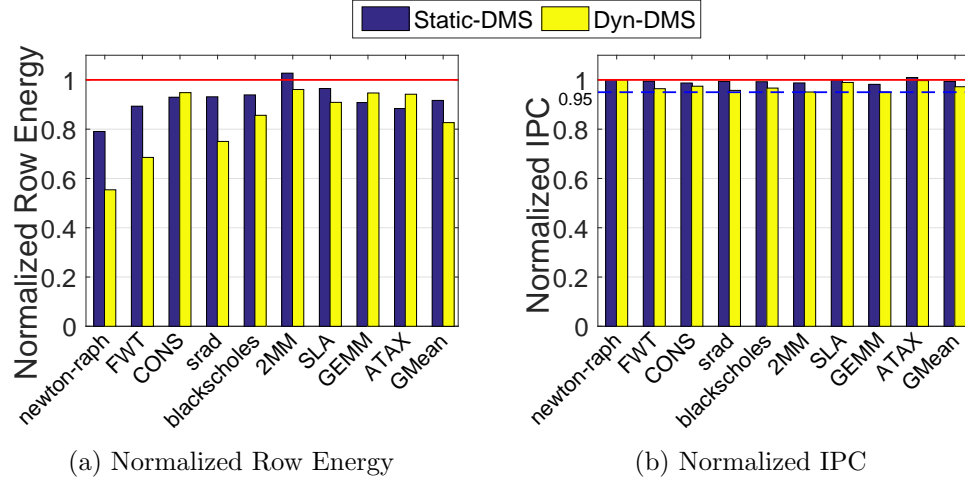 Static-DMS Dyn-DMS
Normalized Row Energy
1
0.8
0.6
0.4
0.2
0
newton-raph
FWT
CONS
srad
blackscholes
2MM
SLA
GEMM
ATAX
GMean
(a) Normalized Row Energy
Normalized IPC
1
0.95
0.8
0.6
0.4
0.2
0
newton-raph
FWT
CONS
srad
blackscholes
2MM
SLA
GEMM
ATAX
GMean
(b) Normalized IPC